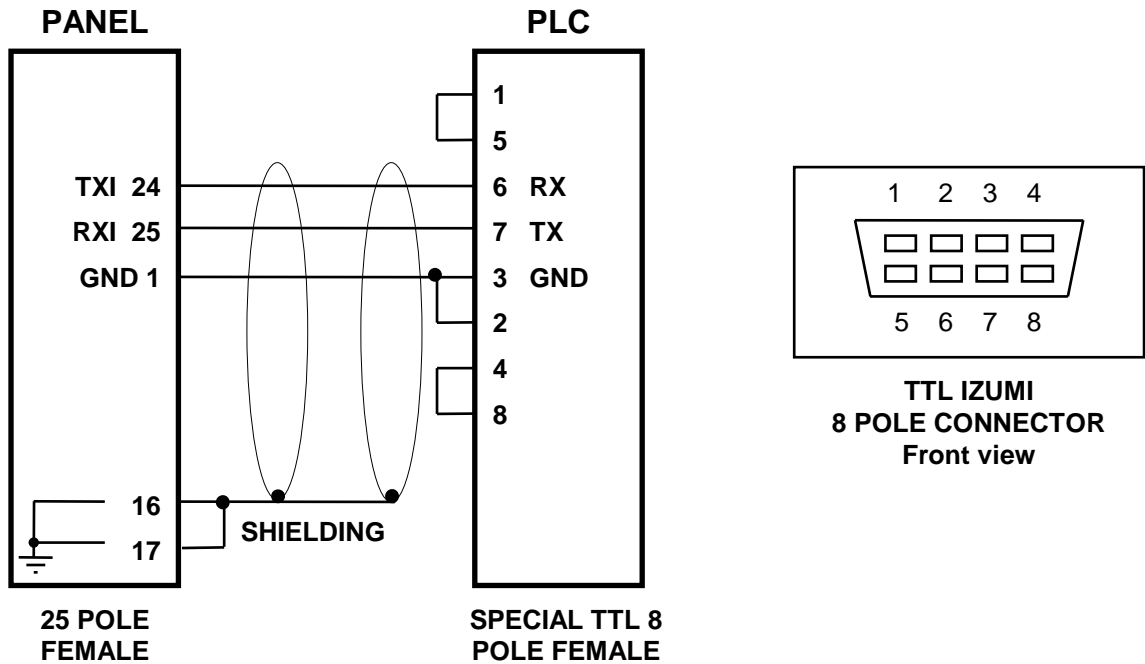 PANEL
PLC
1
5
TXI 24
6 RX
RXI 25
7 TX
GND 1
3 GND
2
4
8
16
17
SHIELDING
25 POLE
FEMALE
SPECIAL TTL 8
POLE FEMALE
1 2 3 4
5 6 7 8
TTL IZUMI
8 POLE CONNECTOR
Front view